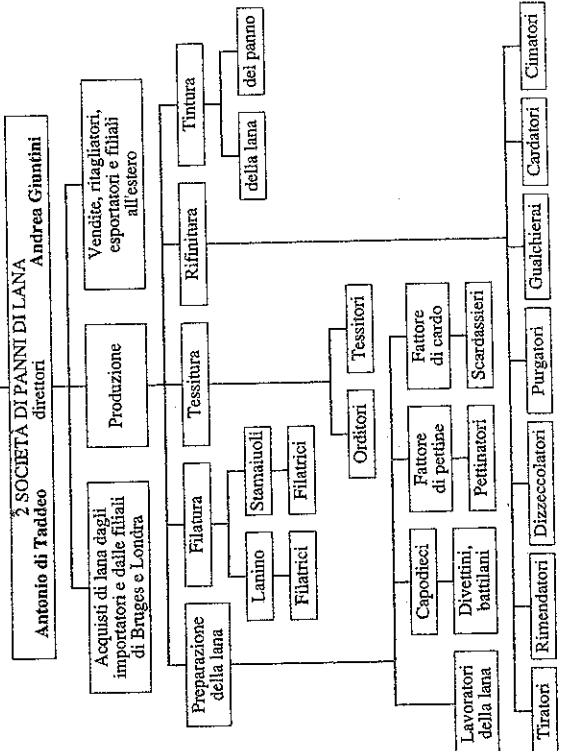 2 SOCIETÀ DI PANNI DI LANA
Antonio di Taddeo direttori Andrea Giuntini
Acquisti di lana dagli
importatori e dalle filiali
di Bruges e Londra
Produzione
Vendite, ritagliatori,
esportatori e filiali
all'estero
Preparazione
della lana
Filatura
Tessitura
Rifinitura
Tintura
Lanino
Stamaiuoli
della lana
del panno
Filatrici
Filatrici
Orditori
Tessitori
Lavoratori
della lana
Capodieci
Fattore
di pettine
Fattore
di cardo
Divettini,
battilani
Pettinatori
Scardassieri
Tiratori
Rimendatori
Dizzeccolatori
Purgatori
Gualchierai
Cardatori
Cimatori